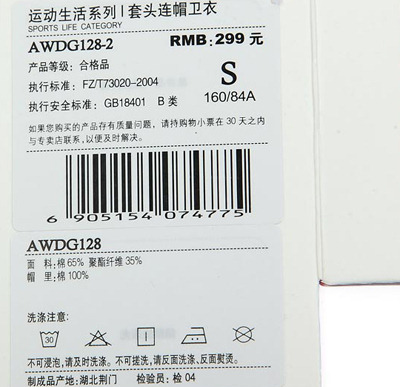 运动生活系列 | 套头连帽卫衣
SPORTS LIFE CATEGORY
AWDG128-2
RMB: 299 元
产品等级: 合格品
S
执行标准: FZ/T73020-2004
160/84A
执行安全标准: GB18401 B 类
如果您购买的产品存有质量问题, 请持购物小票在 30 天之内
与专卖店联系, 以便及时解决。
6 905154 074775
AWDG128
面 料: 棉 65% 聚酯纤维 35%
帽 里: 棉 100%
洗涤注意:
30
不可浸泡, 请及时洗涤。不可搓洗, 请反面洗涤、反面熨烫。
制成品产地: 湖北荆门 检验员: 检 04